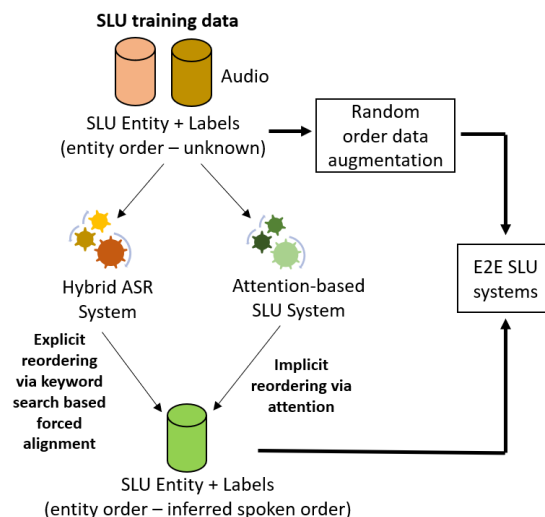 SLU training data
Audio
SLU Entity + Labels
(entity order – unknown)
Random
order data
augmentation
Hybrid ASR
System
Attention-based
SLU System
E2E SLU
systems
Explicit
reordering
via keyword
search based
forced
alignment
Implicit
reordering via
attention
SLU Entity + Labels
(entity order – inferred spoken order)